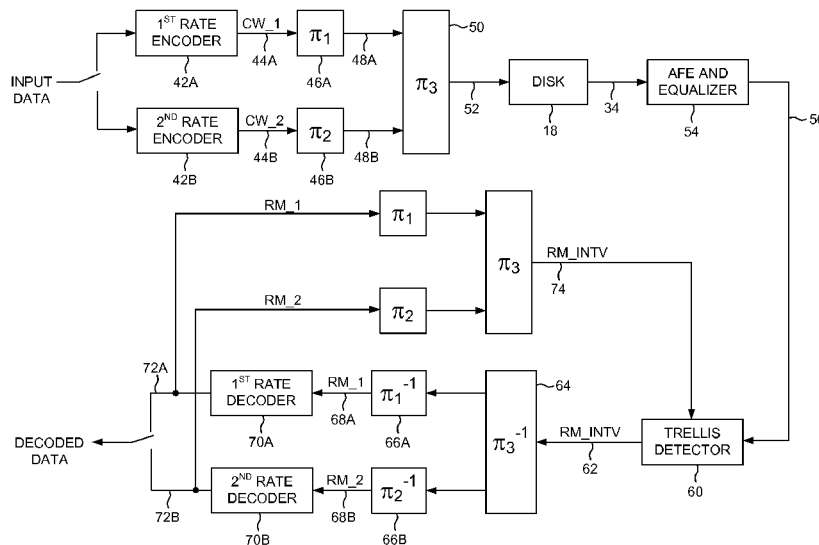 1ST RATE ENCODER
42A
CW_1
44A
π1
46A
48A
π3
50
52
DISK
18
34
AFE AND EQUALIZER
54
INPUT DATA
2ND RATE ENCODER
42B
CW_2
44B
π2
46B
48B
RM_1
π1
π3
RM_INTV
74
RM_2
π2
72A
1ST RATE DECODER
70A
RM_1
68A
π1-1
66A
64
π3-1
RM_INTV
62
TRELLIS DETECTOR
60
DECODED DATA
72B
2ND RATE DECODER
70B
RM_2
68B
π2-1
66B